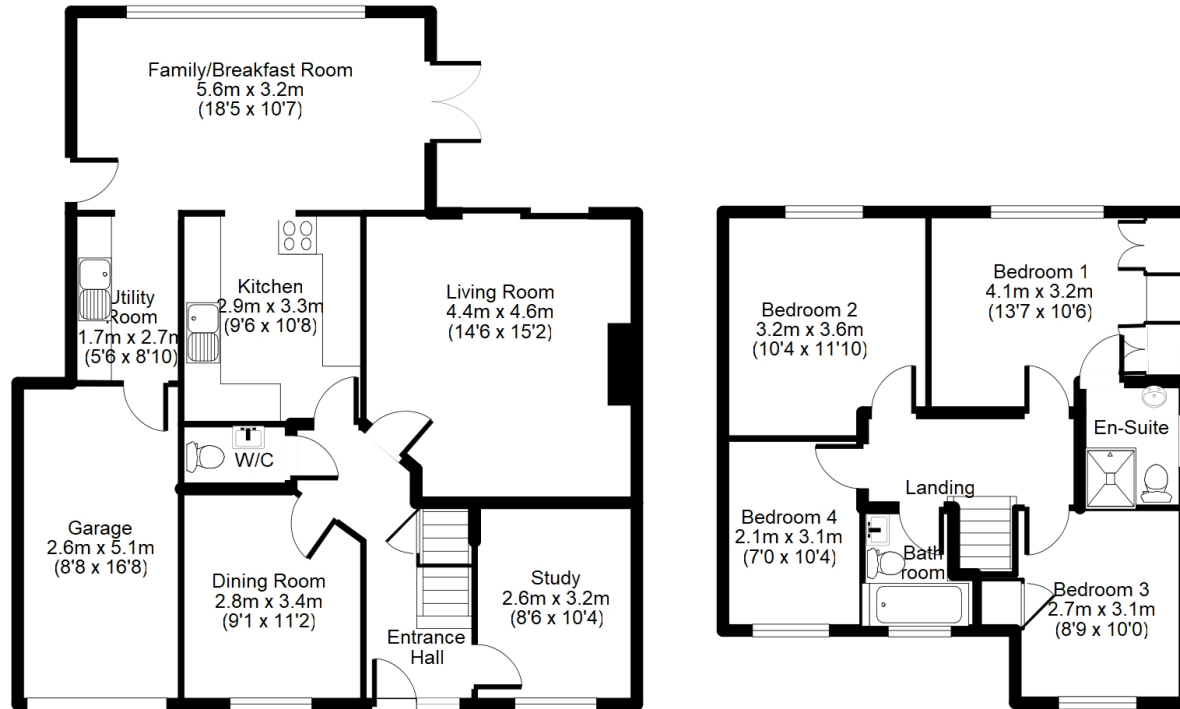 Family/Breakfast Room
5.6m x 3.2m
(18'5 x 10'7)
Utility
Room
1.7m x 2.7m
(5'6 x 8'10)
Kitchen
2.9m x 3.3m
(9'6 x 10'8)
Living Room
4.4m x 4.6m
(14'6 x 15'2)
W/C
Garage
2.6m x 5.1m
(8'8 x 16'8)
Dining Room
2.8m x 3.4m
(9'1 x 11'2)
Entrance
Hall
Study
2.6m x 3.2m
(8'6 x 10'4)
Bedroom 2
3.2m x 3.6m
(10'4 x 11'10)
Bedroom 1
4.1m x 3.2m
(13'7 x 10'6)
En-Suite
Landing
Bedroom 4
2.1m x 3.1m
(7'0 x 10'4)
Bath
room
Bedroom 3
2.7m x 3.1m
(8'9 x 10'0)